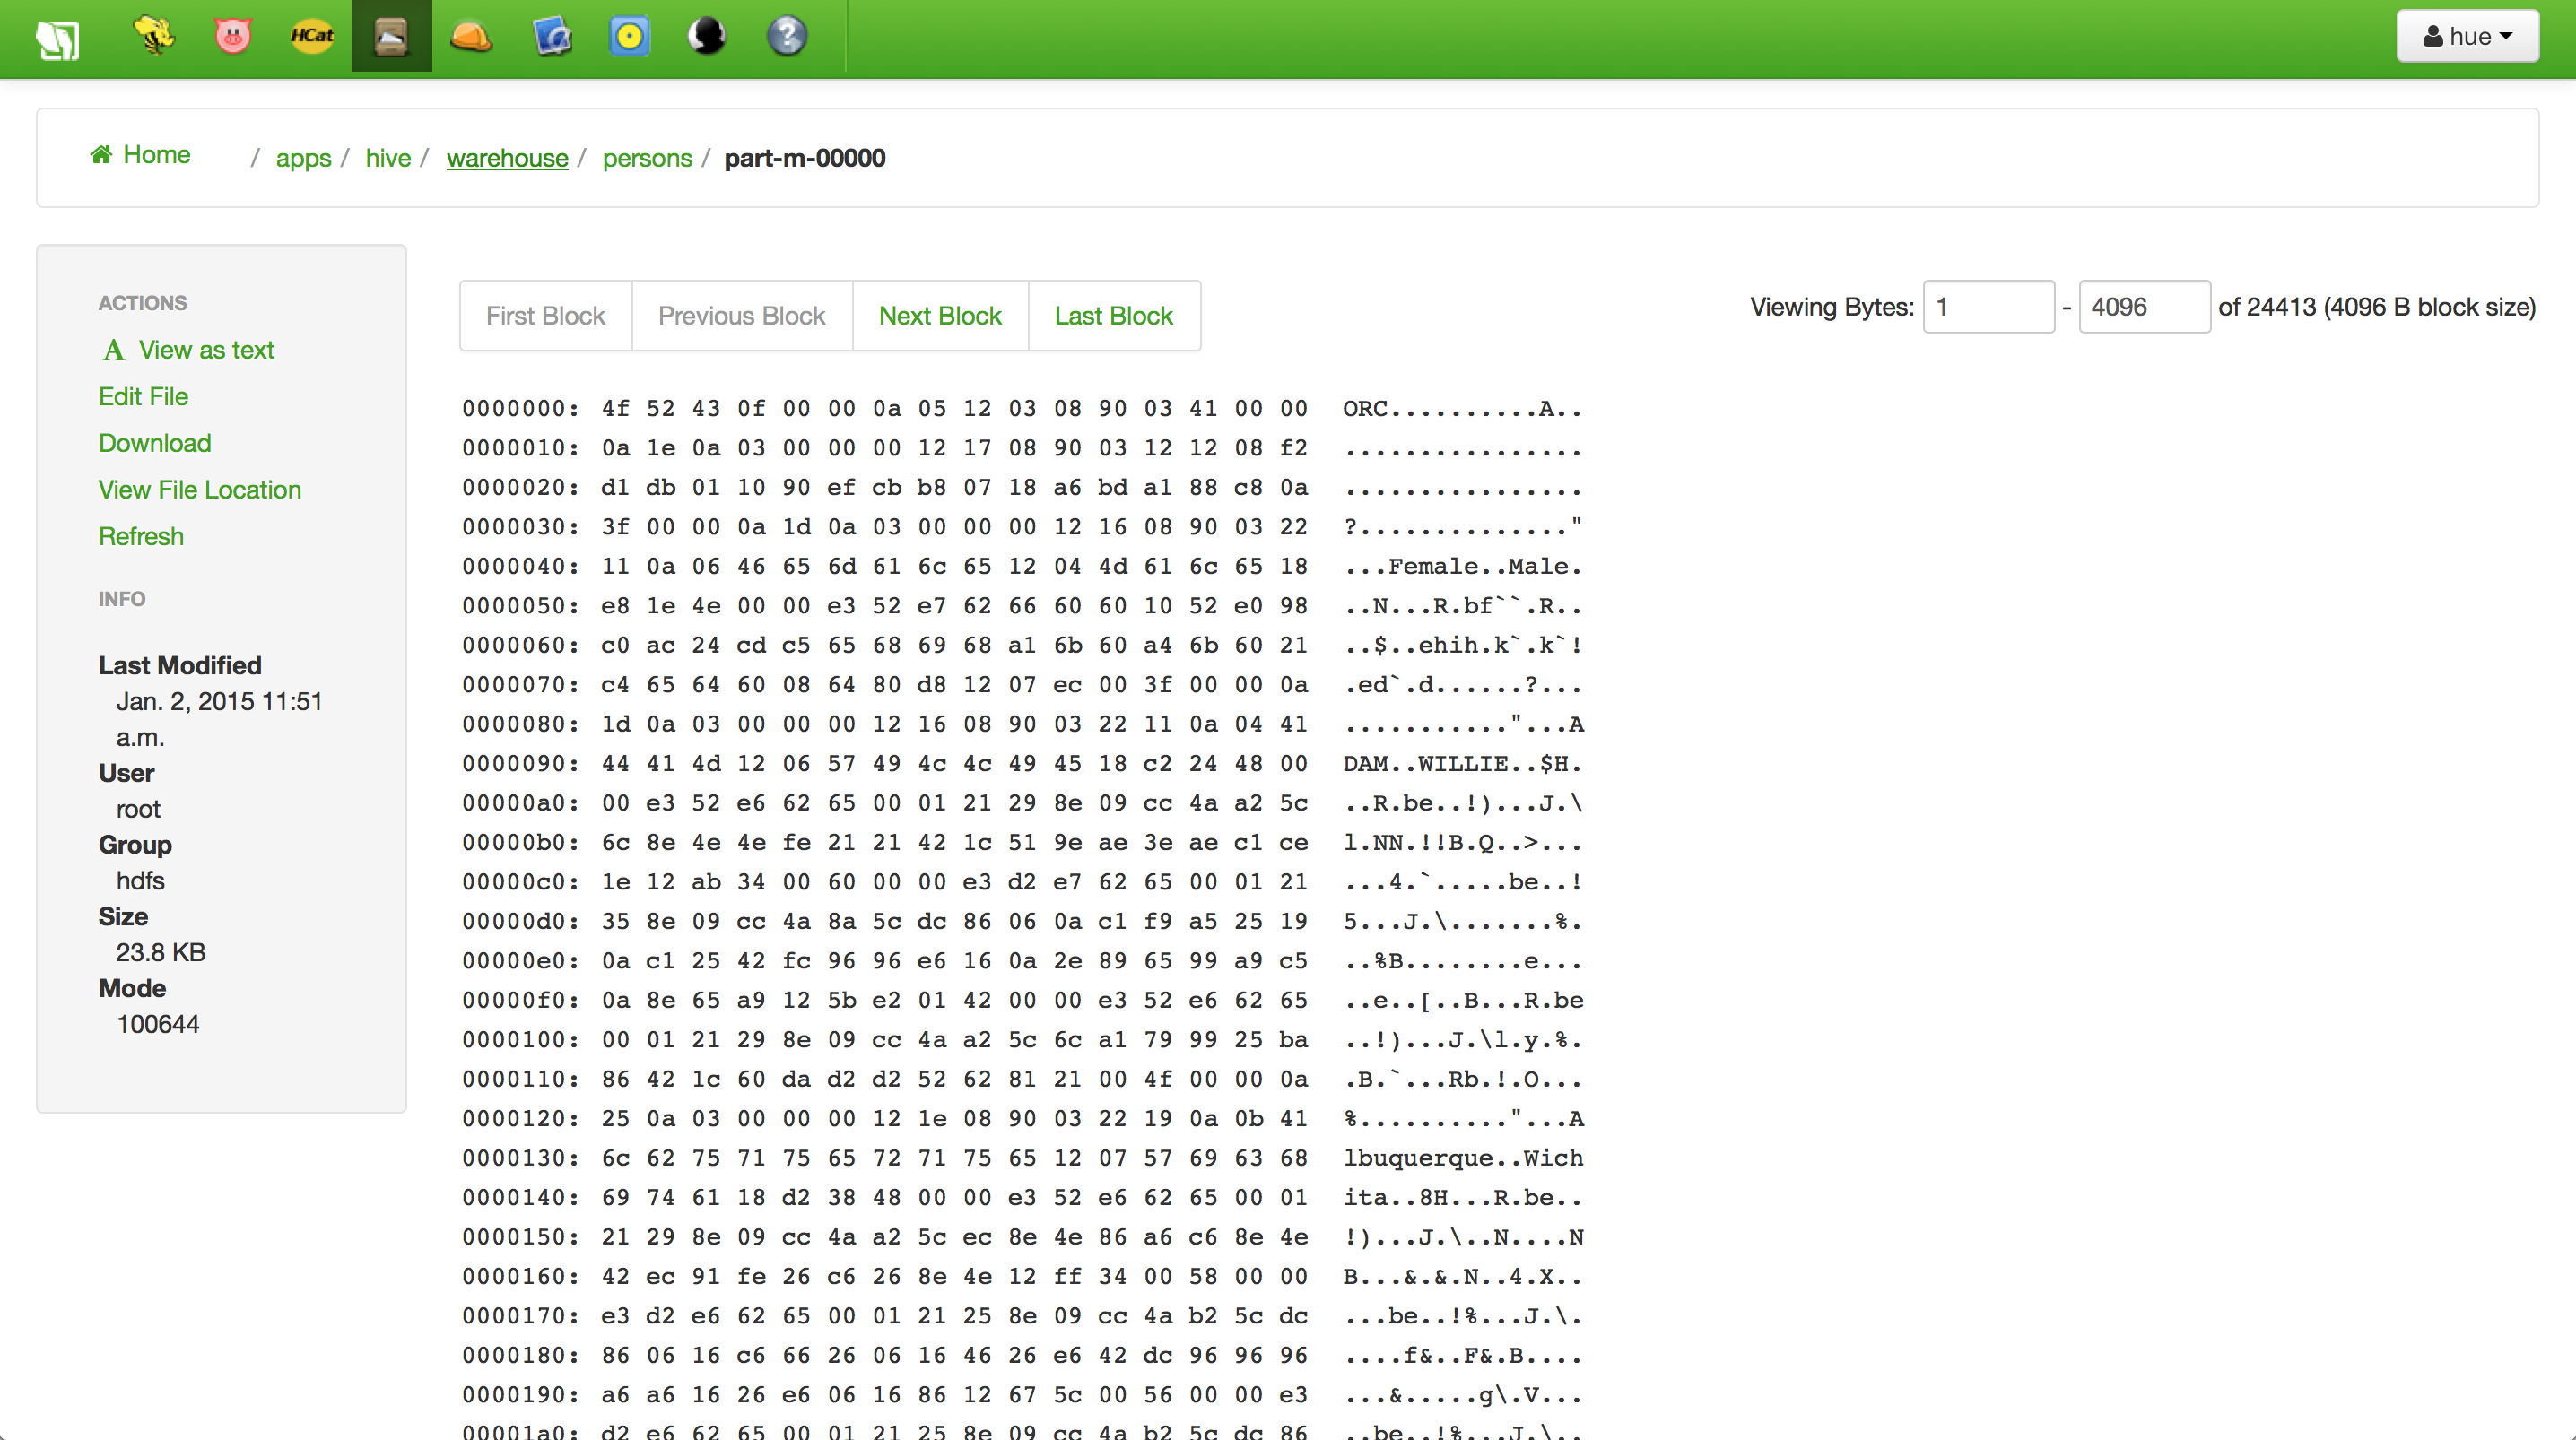 HCat
hue
Home / apps / hive / warehouse / persons / part-m-00000
ACTIONS
A View as text
Edit File
Download
View File Location
Refresh
INFO
Last Modified
Jan. 2, 2015 11:51
a.m.
User
root
Group
hdfs
Size
23.8 KB
Mode
100644
First Block Previous Block Next Block Last Block
Viewing Bytes: 1 - 4096 of 24413 (4096 B block size)
0000000: 4f 52 43 0f 00 00 0a 05 12 03 08 90 03 41 00 00 ORC..........A..
0000010: 0a 1e 0a 03 00 00 00 12 17 08 90 03 12 12 08 f2 ................
0000020: d1 db 01 10 90 ef cb b8 07 18 a6 bd a1 88 c8 0a ................
0000030: 3f 00 00 0a 1d 0a 03 00 00 00 12 16 08 90 03 22 ?.............."
0000040: 11 0a 06 46 65 6d 61 6c 65 12 04 4d 61 6c 65 18 ...Female..Male.
0000050: e8 1e 4e 00 00 e3 52 e7 62 66 60 60 10 52 e0 98 ..N...R.bf``.R..
0000060: c0 ac 24 cd c5 65 68 69 68 a1 6b 60 a4 6b 60 21 ..$..ehih.k`.k`!
0000070: c4 65 64 60 08 64 80 d8 12 07 ec 00 3f 00 00 0a .ed`.d......?...
0000080: 1d 0a 03 00 00 00 12 16 08 90 03 22 11 0a 04 41 ..........."...A
0000090: 44 41 4d 12 06 57 49 4c 4c 49 45 18 c2 24 48 00 DAM..WILLIE..$H.
00000a0: 00 e3 52 e6 62 65 00 01 21 29 8e 09 cc 4a a2 5c ..R.be..!)...J.\
00000b0: 6c 8e 4e 4e fe 21 21 42 1c 51 9e ae 3e ae c1 ce l.NN.!!B.Q..>...
00000c0: 1e 12 ab 34 00 60 00 00 e3 d2 e7 62 65 00 01 21 ...4.`.....be..!
00000d0: 35 8e 09 cc 4a 8a 5c dc 86 06 0a c1 f9 a5 25 19 5...J.\.......%.
00000e0: 0a c1 25 42 fc 96 96 e6 16 0a 2e 89 65 99 a9 c5 ..%B........e...
00000f0: 0a 8e 65 a9 12 5b e2 01 42 00 00 e3 52 e6 62 65 ..e..[..B...R.be
0000100: 00 01 21 29 8e 09 cc 4a a2 5c 6c a1 79 99 25 ba ..!)...J.\l.y.%.
0000110: 86 42 1c 60 da d2 d2 52 62 81 21 00 4f 00 00 0a .B.`...Rb.!.O...
0000120: 25 0a 03 00 00 00 12 1e 08 90 03 22 19 0a 0b 41 %.........."...A
0000130: 6c 62 75 71 75 65 72 71 75 65 12 07 57 69 63 68 lbuquerque..Wich
0000140: 69 74 61 18 d2 38 48 00 00 e3 52 e6 62 65 00 01 ita..8H...R.be..
0000150: 21 29 8e 09 cc 4a a2 5c ec 8e 4e 86 a6 c6 8e 4e !)...J.\..N....N
0000160: 42 ec 91 fe 26 c6 26 8e 4e 12 ff 34 00 58 00 00 B...&.&.N..4.X..
0000170: e3 d2 e6 62 65 00 01 21 25 8e 09 cc 4a b2 5c dc ...be..!%...J.\.
0000180: 86 06 16 c6 66 26 06 16 46 26 e6 42 dc 96 96 96 ....f&..F&.B....
0000190: a6 a6 16 26 e6 06 16 86 12 67 5c 00 56 00 00 e3 ...&.....g\.V...
00001a0: d2 e6 62 65 00 01 21 25 8e 09 cc 4a b2 5c dc 86 ..be..!%...J.\..